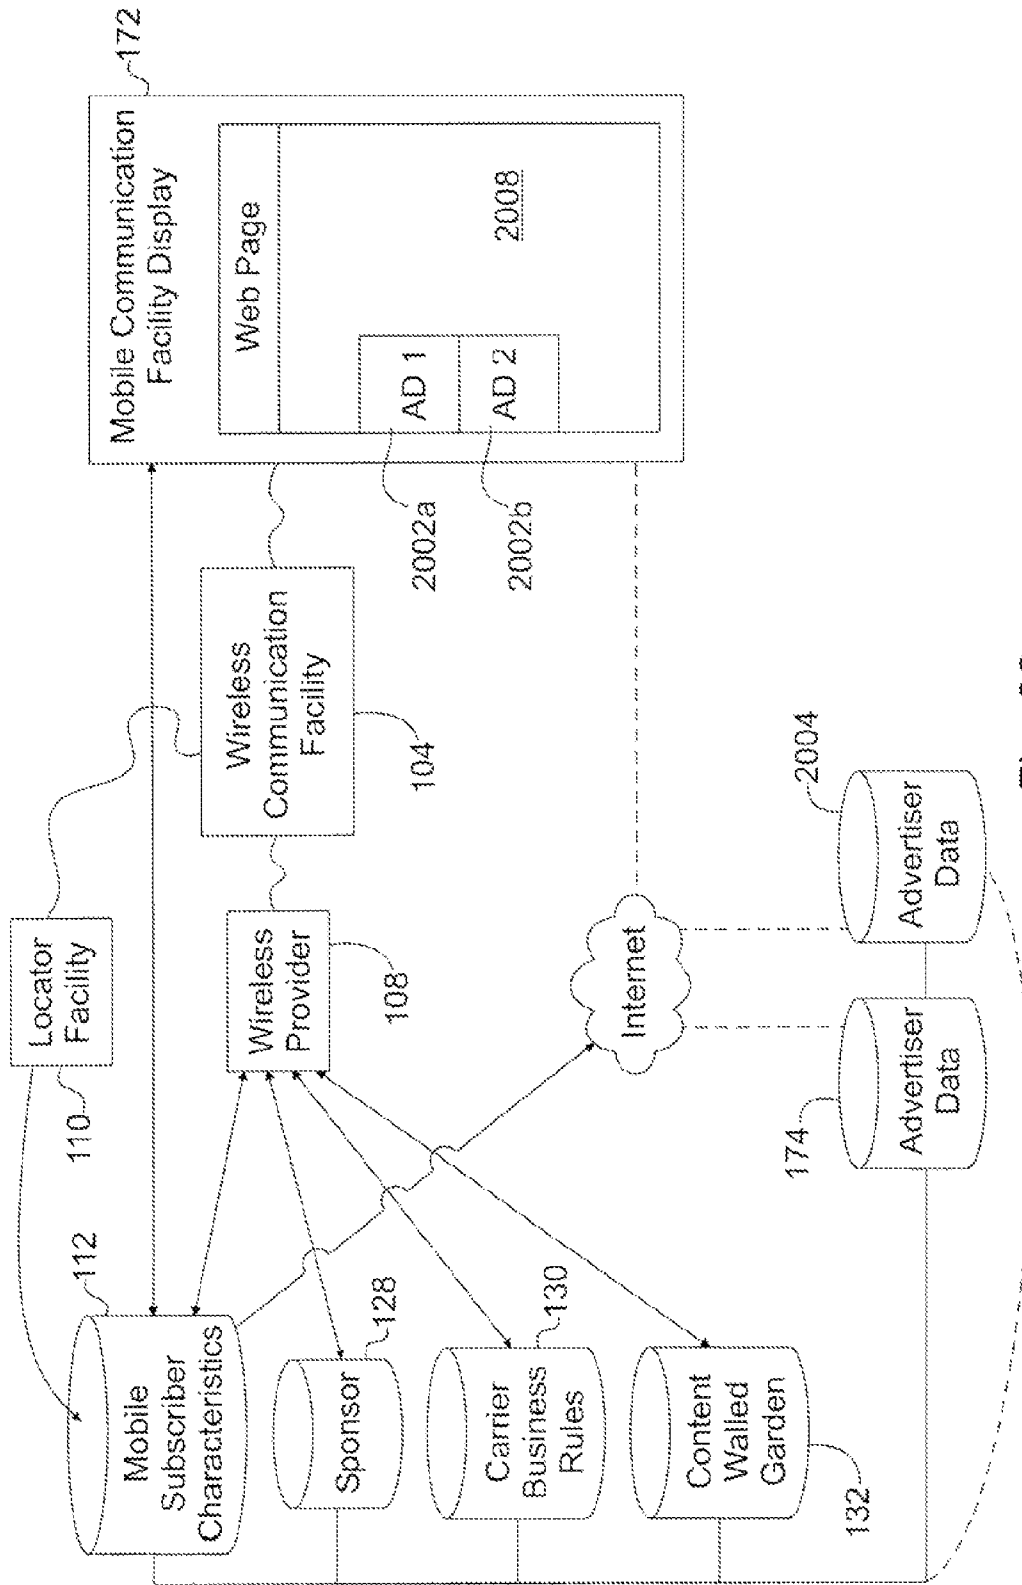 Locator
Facility
110
Mobile Communication
Facility Display
172
Web Page
2008
AD 1
AD 2
2002a
2002b
Wireless
Communication
Facility
104
Wireless
Provider
108
112
Mobile
Subscriber
Characteristics
Sponsor
128
Carrier
Business
Rules
130
Content
Walled
Garden
132
Internet
174
Advertiser
Data
2004
Advertiser
Data